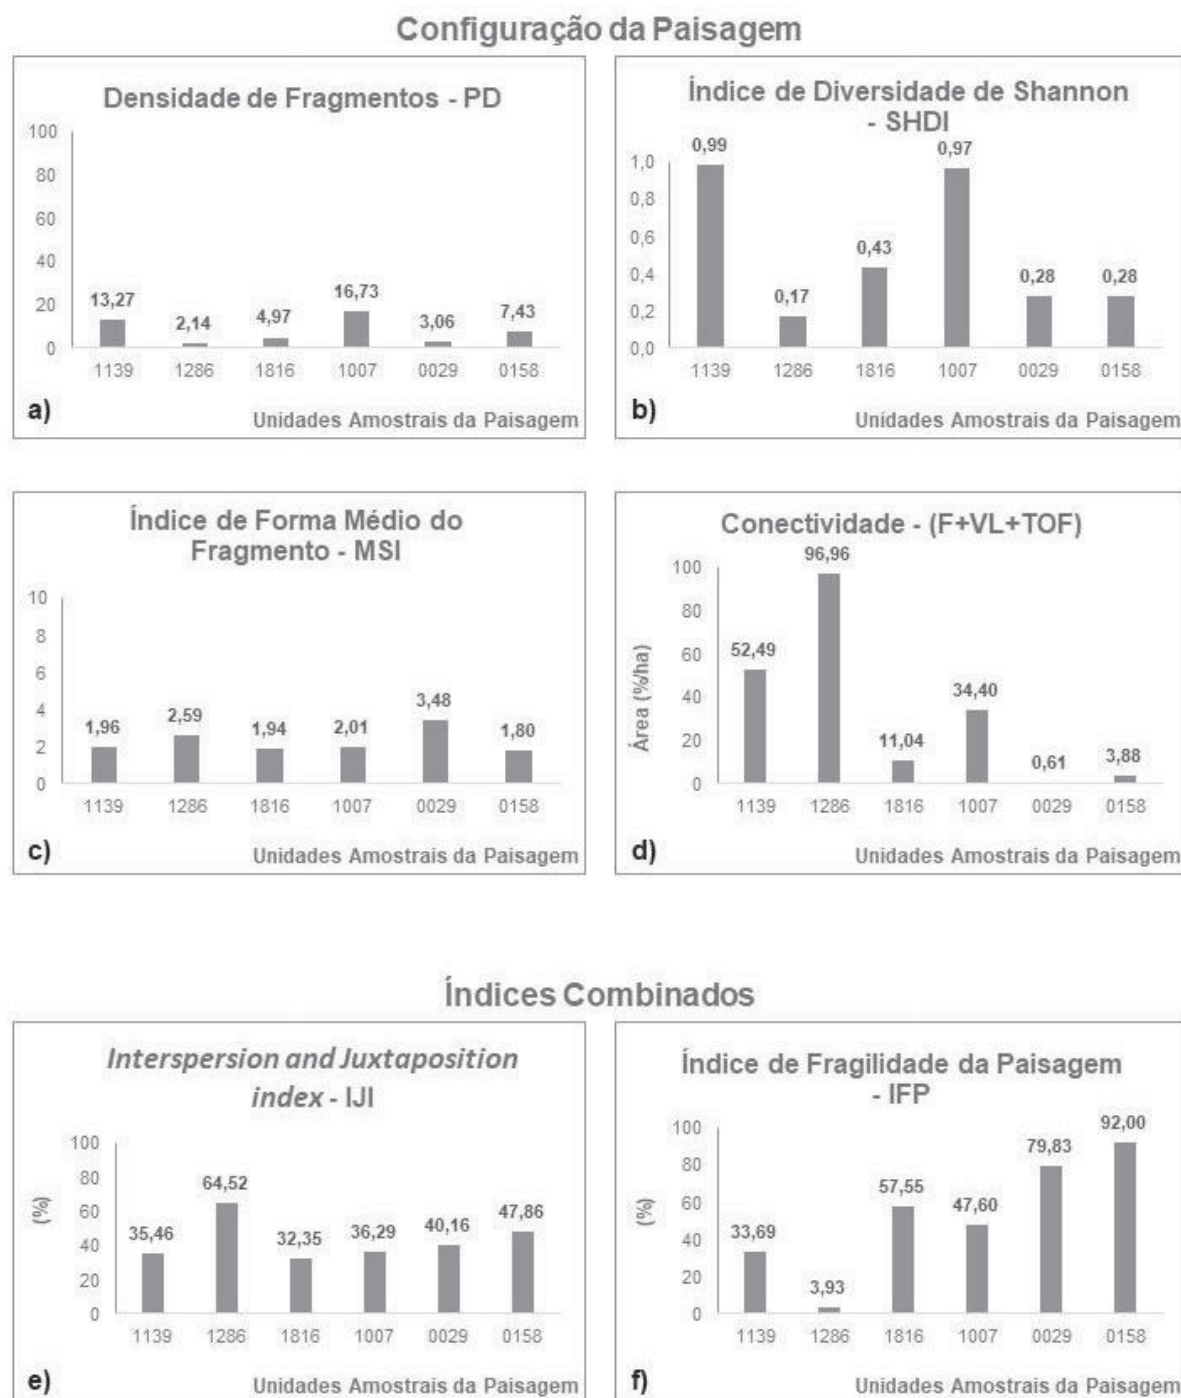 Configuração da Paisagem
Densidade de Fragmentos - PD
100
80
60
40
20
0
13,27
2,14
4,97
16,73
3,06
7,43
1139 1286 1816 1007 0029 0158
a)
Unidades Amostrais da Paisagem
Índice de Diversidade de Shannon
- SHDI
1,0
0,8
0,6
0,4
0,2
0,0
0,99
0,17
0,43
0,97
0,28
0,28
1139 1286 1816 1007 0029 0158
b)
Unidades Amostrais da Paisagem
Índice de Forma Médio do
Fragmento - MSI
10
8
6
4
2
0
1,96
2,59
1,94
2,01
3,48
1,80
1139 1286 1816 1007 0029 0158
c)
Unidades Amostrais da Paisagem
Conectividade - (F+VL+TOF)
Área (%/ha)
100
80
60
40
20
0
52,49
96,96
11,04
34,40
0,61
3,88
1139 1286 1816 1007 0029 0158
d)
Unidades Amostrais da Paisagem
Índices Combinados
Interspersion and Juxtaposition
index - IJI
(%)
100
80
60
40
20
0
35,46
64,52
32,35
36,29
40,16
47,86
1139 1286 1816 1007 0029 0158
e)
Unidades Amostrais da Paisagem
Índice de Fragilidade da Paisagem
- IFP
(%)
100
80
60
40
20
0
33,69
3,93
57,55
47,60
79,83
92,00
1139 1286 1816 1007 0029 0158
f)
Unidades Amostrais da Paisagem